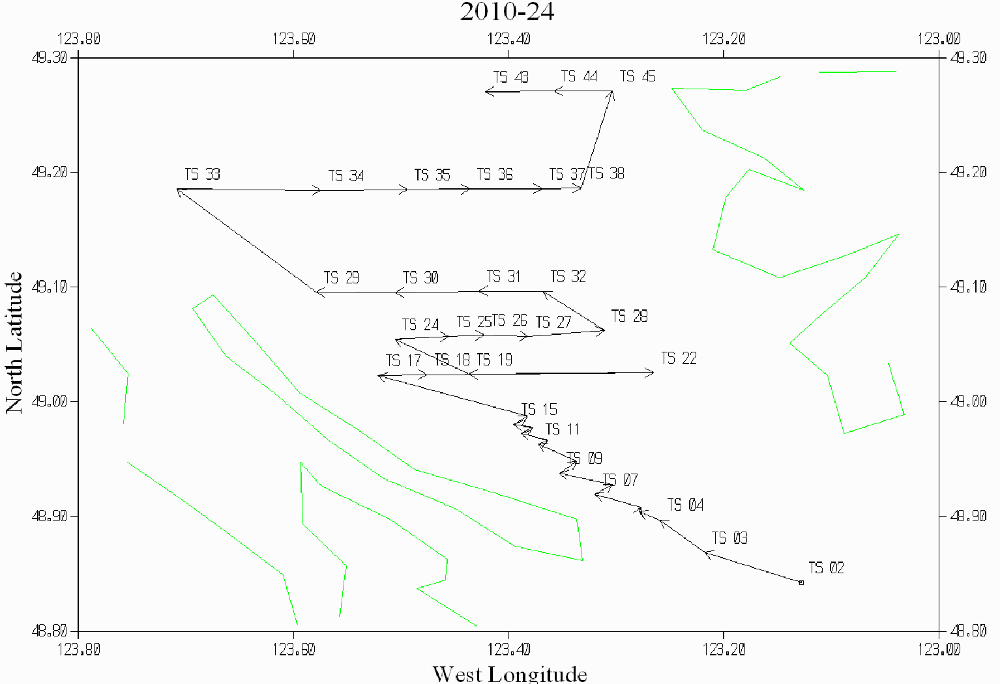 2010-24
123.80 123.60 123.40 123.20 123.00
49.30 49.30
TS 43 TS 44 TS 45
49.20 49.20
TS 33 TS 34 TS 35 TS 36 TS 37 TS 38
TS 29 TS 30 TS 31 TS 32
49.10 49.10
TS 24 TS 25 TS 26 TS 27 TS 28
TS 17 TS 18 TS 19 TS 22
North Latitude
49.00 49.00
TS 15
TS 11
TS 09
TS 07
TS 04
48.90 48.90
TS 03
TS 02
48.80 48.80
123.80 123.60 123.40 123.20 123.00
West Longitude